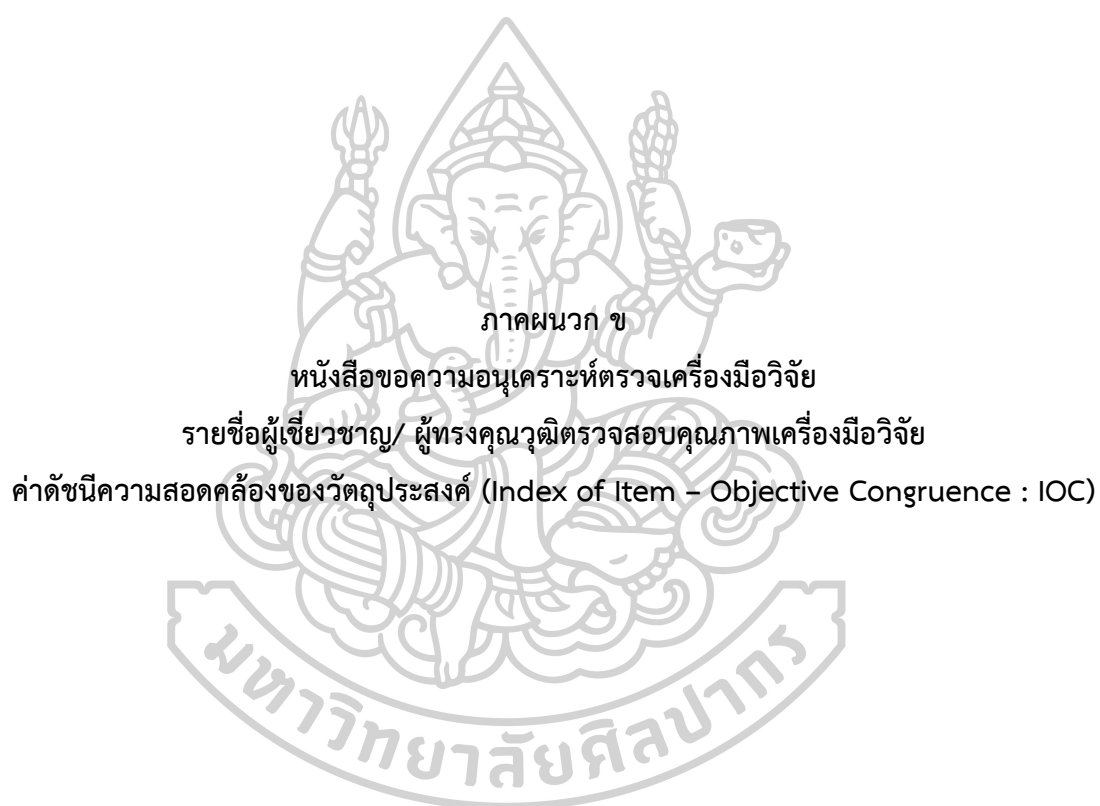 ภาคผนวก ข
หนังสือขอความอนุเคราะห์ตรวจเครื่องมือวิจัย
รายชื่อผู้เชี่ยวชาญ/ ผู้ทรงคุณวุฒิตรวจสอบคุณภาพเครื่องมือวิจัย
ค่าดัชนีความสอดคล้องของวัตถุประสงค์ (Index of Item – Objective Congruence : IOC)
มหาวิทยาลัยศิลปากร